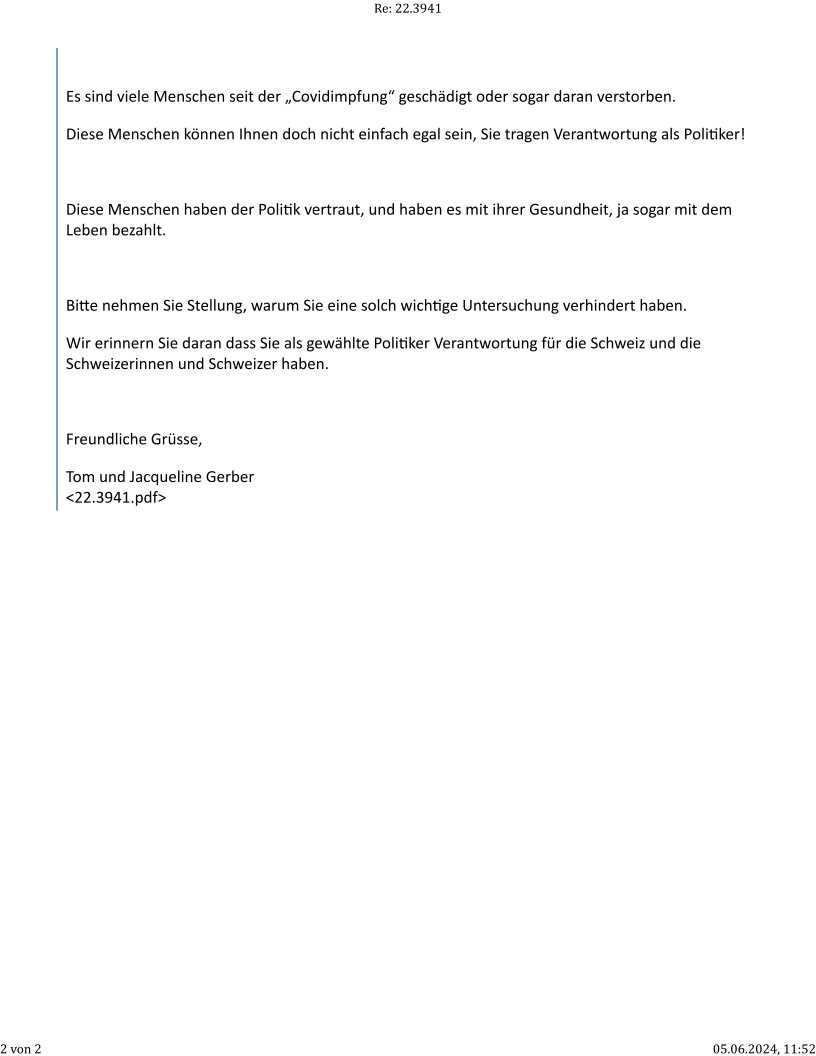 Re: 22.3941
Es sind viele Menschen seit der „Covidimpfung“ geschädigt oder sogar daran verstorben.
Diese Menschen können Ihnen doch nicht einfach egal sein, Sie tragen Verantwortung als Politiker!
Diese Menschen haben der Politik vertraut, und haben es mit ihrer Gesundheit, ja sogar mit dem
Leben bezahlt.
Bitte nehmen Sie Stellung, warum Sie eine solch wichtige Untersuchung verhindert haben.
Wir erinnern Sie daran dass Sie als gewählte Politiker Verantwortung für die Schweiz und die
Schweizerinnen und Schweizer haben.
Freundliche Grüsse,
Tom und Jacqueline Gerber
<22.3941.pdf>
2 von 2
05.06.2024, 11:52